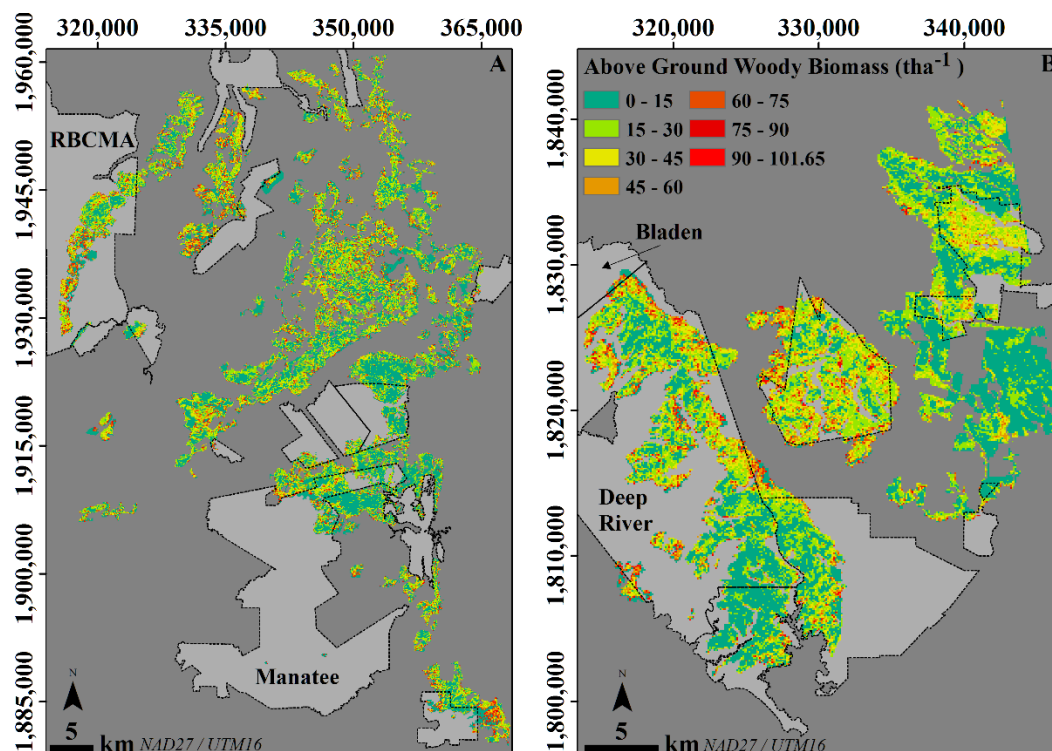 320,000 335,000 350,000 365,000
A
1,960,000
1,945,000
1,930,000
1,915,000
1,900,000
1,885,000
RBCMA
Manatee
N
5
km NAD27 / UTM16
320,000 330,000 340,000
B
Above Ground Woody Biomass (tha⁻¹ )
0 - 15
15 - 30
30 - 45
45 - 60
60 - 75
75 - 90
90 - 101.65
1,840,000
1,830,000
1,820,000
1,810,000
1,800,000
Bladen
Deep
River
N
5
km NAD27 / UTM16